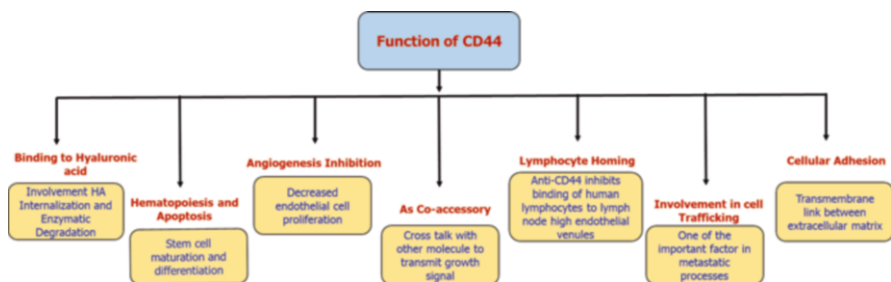 Function of CD44
Binding to Hyaluronic
acid
Involvement HA
Internalization and
Enzymatic
Degradation
Hematopoiesis and
Apoptosis
Stem cell
maturation and
differentiation
Angiogenesis Inhibition
Decreased
endothelial cell
proliferation
As Co-accessory
Cross talk with
other molecule to
transmit growth
signal
Lymphocyte Homing
Anti-CD44 inhibits
binding of human
lymphocytes to lymph
node high endothelial
venules
Involvement in cell
Trafficking
One of the
important factor in
metastatic
processes
Cellular Adhesion
Transmembrane
link between
extracellular matrix